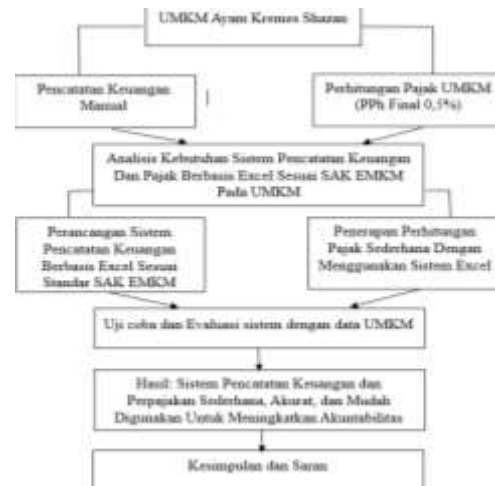 UMKM Ayam Kremes Shazan
Pencatatan Keuangan
Manual
Perhitungan Pajak UMKM
(PPh Final 0,5%)
Analisis Kebutuhan Sistem Pencatatan Keuangan
Dan Pajak Berbasis Excel Sesuai SAK EMKM
Pada UMKM
Perancangan Sistem
Pencatatan Keuangan
Berbasis Excel Sesuai
Standar SAK EMKM
Penerapan Perhitungan
Pajak Sederhana Dengan
Menggunakan Sistem Excel
Uji coba dan Evaluasi sistem dengan data UMKM
Hasil: Sistem Pencatatan Keuangan dan
Perpajakan Sederhana, Akurat, dan Mudah
Digunakan Untuk Meningkatkan Akuntabilitas
Kesimpulan dan Saran